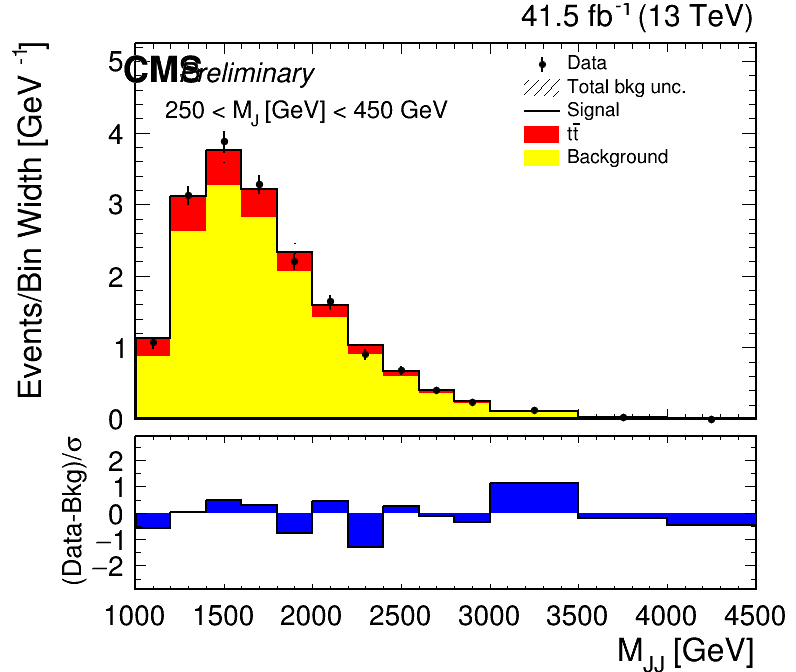 41.5 fb⁻¹ (13 TeV)
CMS Preliminary
250 < M_J [GeV] < 450 GeV
Data
Total bkg unc.
Signal
tt̅
Background
Events/Bin Width [GeV⁻¹]
5
4
3
2
1
0
(Data-Bkg)/σ
2
1
0
−1
−2
1000 1500 2000 2500 3000 3500 4000 4500
M_JJ [GeV]